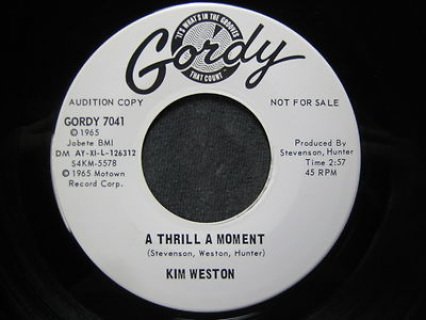 IT'S WHAT'S IN THE GROOVES
Gordy
THAT COUNT
AUDITION COPY
NOT FOR SALE
GORDY 7041
© 1965
Jobete BMI
DM AY-XI-L-126312
S4KM-5578
© 1965 Motown
Record Corp.
Produced By
Stevenson, Hunter
Time 2:57
45 RPM
A THRILL A MOMENT
(Stevenson, Weston, Hunter)
KIM WESTON